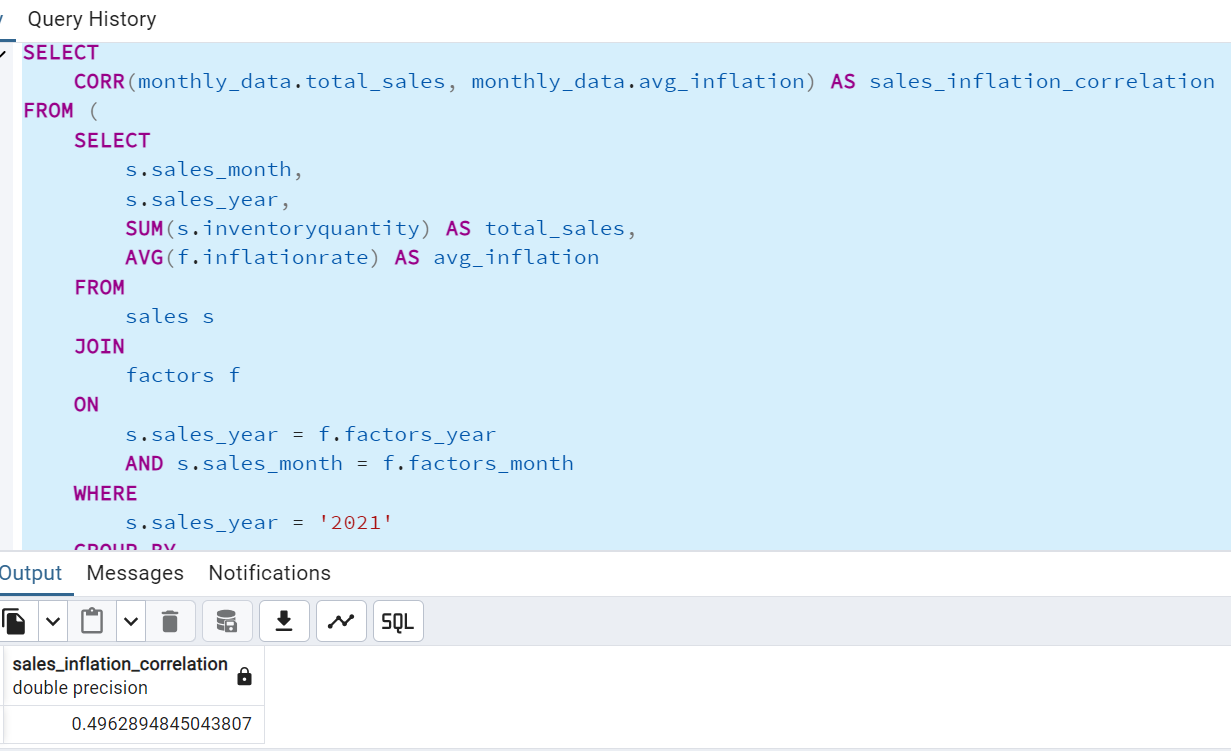 Query History
SELECT
CORR(monthly_data.total_sales, monthly_data.avg_inflation) AS sales_inflation_correlation
FROM (
SELECT
s.sales_month,
s.sales_year,
SUM(s.inventoryquantity) AS total_sales,
AVG(f.inflationrate) AS avg_inflation
FROM
sales s
JOIN
factors f
ON
s.sales_year = f.factors_year
AND s.sales_month = f.factors_month
WHERE
s.sales_year = '2021'
GROUP BY
Output Messages Notifications
SQL
sales_inflation_correlation
double precision
0.4962894845043807